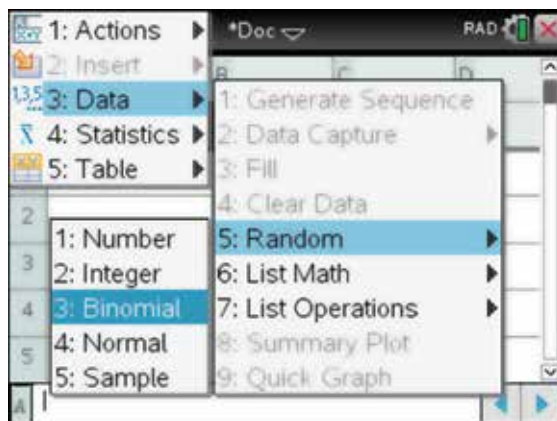 1: Actions
2: Insert
3: Data
4: Statistics
5: Table
*Doc
RAD
B C D
1: Generate Sequence
2: Data Capture
3: Fill
4: Clear Data
5: Random
6: List Math
7: List Operations
8: Summary Plot
9: Quick Graph
1: Number
2: Integer
3: Binomial
4: Normal
5: Sample
2
3
4
5
A